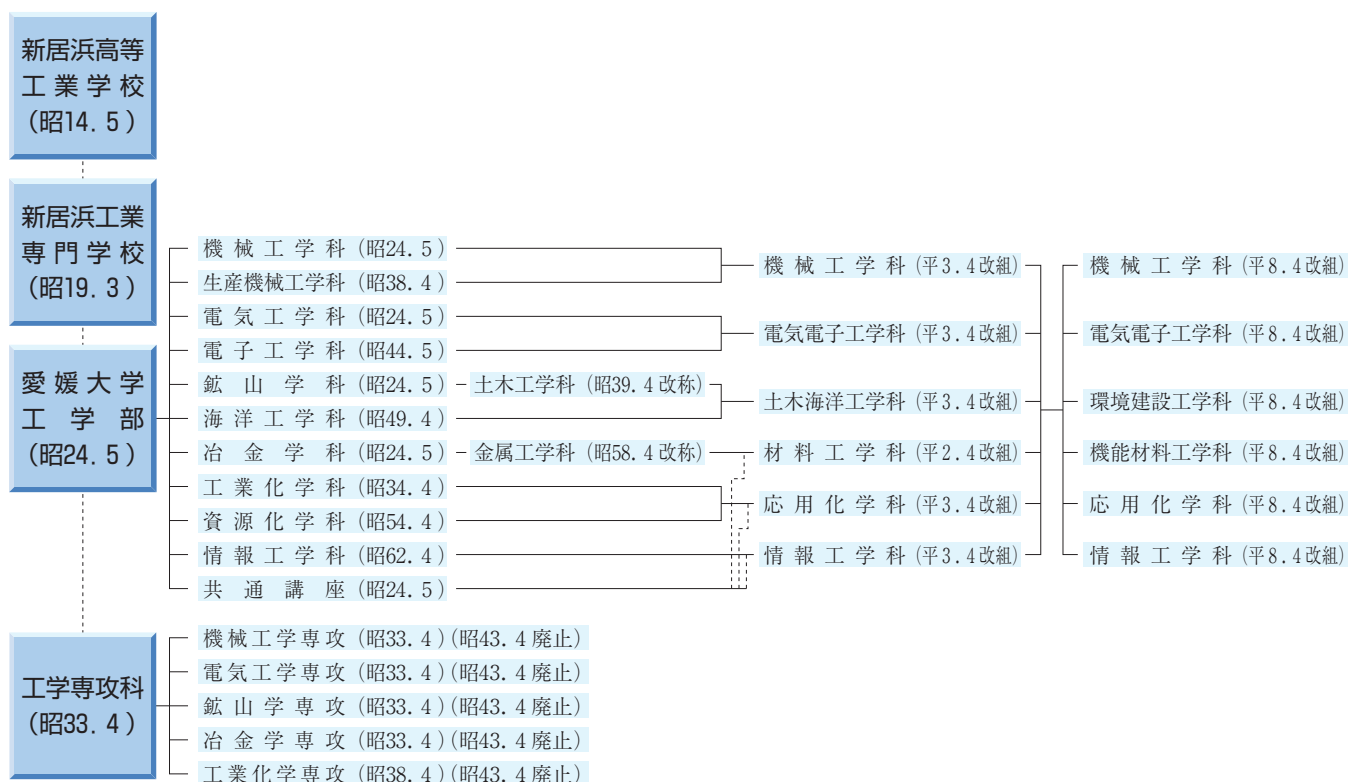 新居浜高等
工業学校
(昭14.5)
新居浜工業
専門学校
(昭19.3)
愛媛大学
工学部
(昭24.5)
工学専攻科
(昭33.4)
機械工学科(昭24.5)
生産機械工学科(昭38.4)
電気工学科(昭24.5)
電子工学科(昭44.5)
鉱山学科(昭24.5)
海洋工学科(昭49.4)
冶金学科(昭24.5)
工業化学科(昭34.4)
資源化学科(昭54.4)
情報工学科(昭62.4)
共通講座(昭24.5)
土木工学科(昭39.4改称)
金属工学科(昭58.4改称)
機械工学科(平3.4改組)
電気電子工学科(平3.4改組)
土木海洋工学科(平3.4改組)
材料工学科(平2.4改組)
応用化学科(平3.4改組)
情報工学科(平3.4改組)
機械工学科(平8.4改組)
電気電子工学科(平8.4改組)
環境建設工学科(平8.4改組)
機能材料工学科(平8.4改組)
応用化学科(平8.4改組)
情報工学科(平8.4改組)
機械工学専攻(昭33.4)(昭43.4廃止)
電気工学専攻(昭33.4)(昭43.4廃止)
鉱山学専攻(昭33.4)(昭43.4廃止)
冶金学専攻(昭33.4)(昭43.4廃止)
工業化学専攻(昭38.4)(昭43.4廃止)